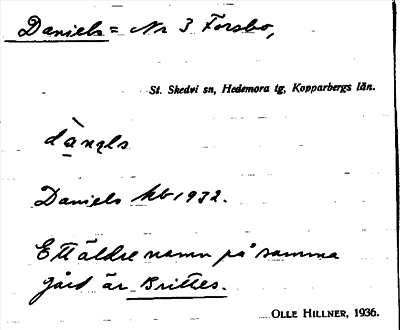 Daniels = Nr 3 Forsbo,
St. Skedvi sn, Hedemora tg, Kopparbergs län.
dànəls
Daniels kb 1932.
Ett äldre namn på samma
gård är Brittes.
OLLE HILLNER, 1936.